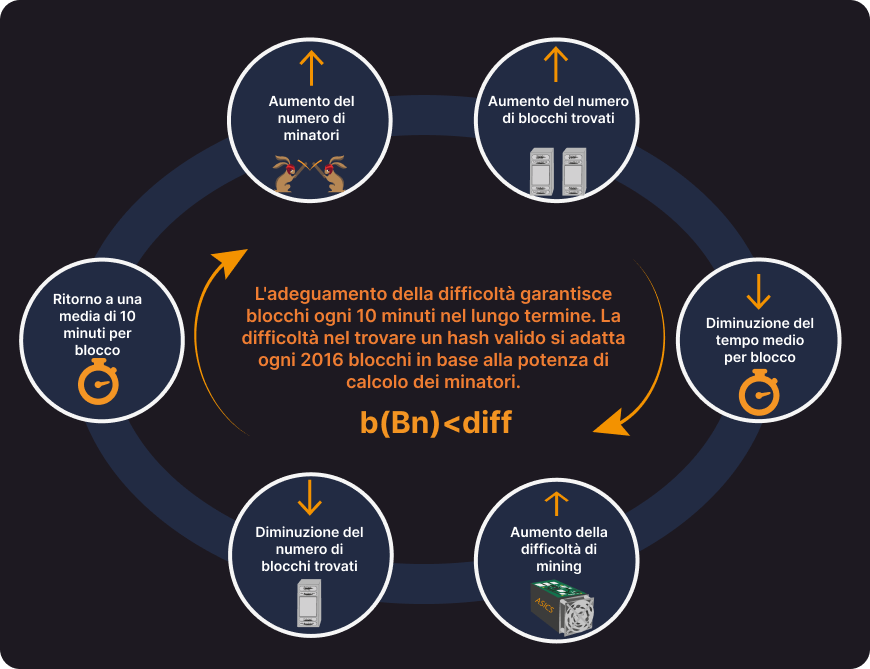 Aumento del
numero di
minatori
Aumento del numero
di blocchi trovati
Diminuzione del
tempo medio
per blocco
Aumento della
difficoltà di
mining
ASICS
Diminuzione del
numero di
blocchi trovati
Ritorno a una
media di 10
minuti per
blocco
L'adeguamento della difficoltà garantisce
blocchi ogni 10 minuti nel lungo termine. La
difficoltà nel trovare un hash valido si adatta
ogni 2016 blocchi in base alla potenza di
calcolo dei minatori.
b(Bn)<diff